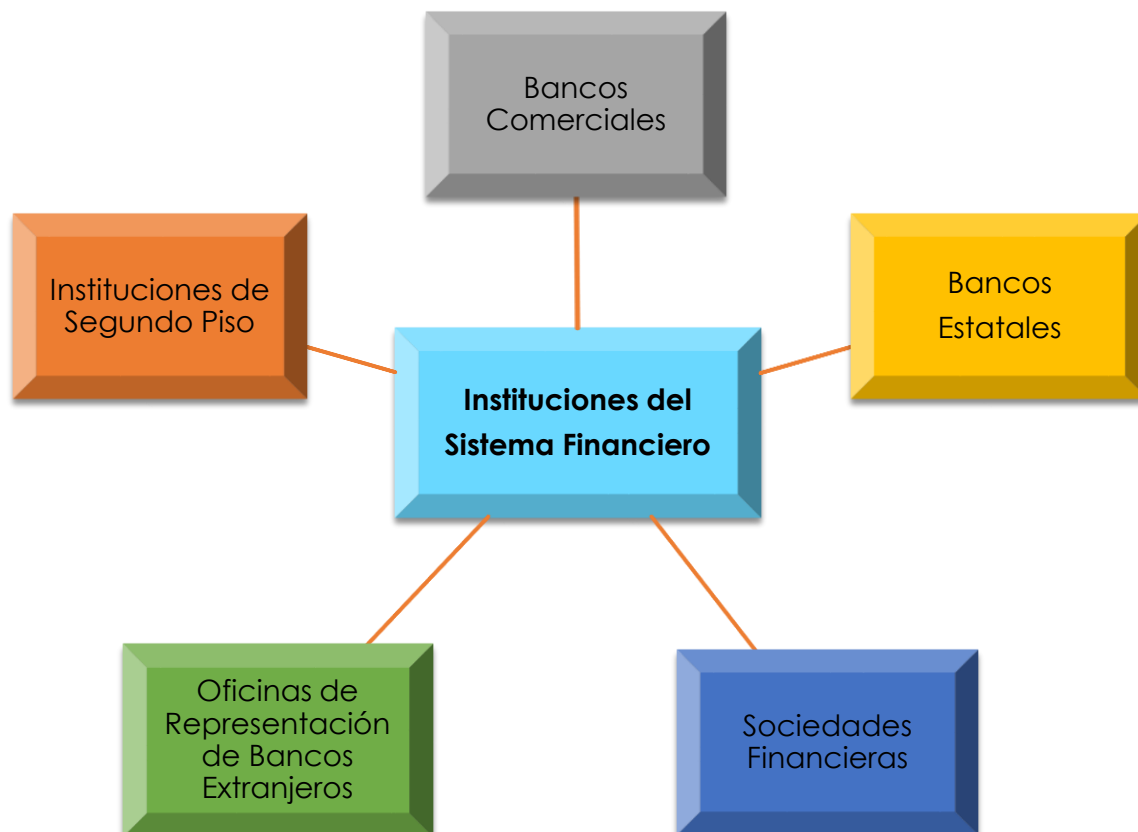 Bancos
Comerciales
Instituciones de
Segundo Piso
Bancos
Estatales
Instituciones del
Sistema Financiero
Oficinas de
Representación
de Bancos
Extranjeros
Sociedades
Financieras